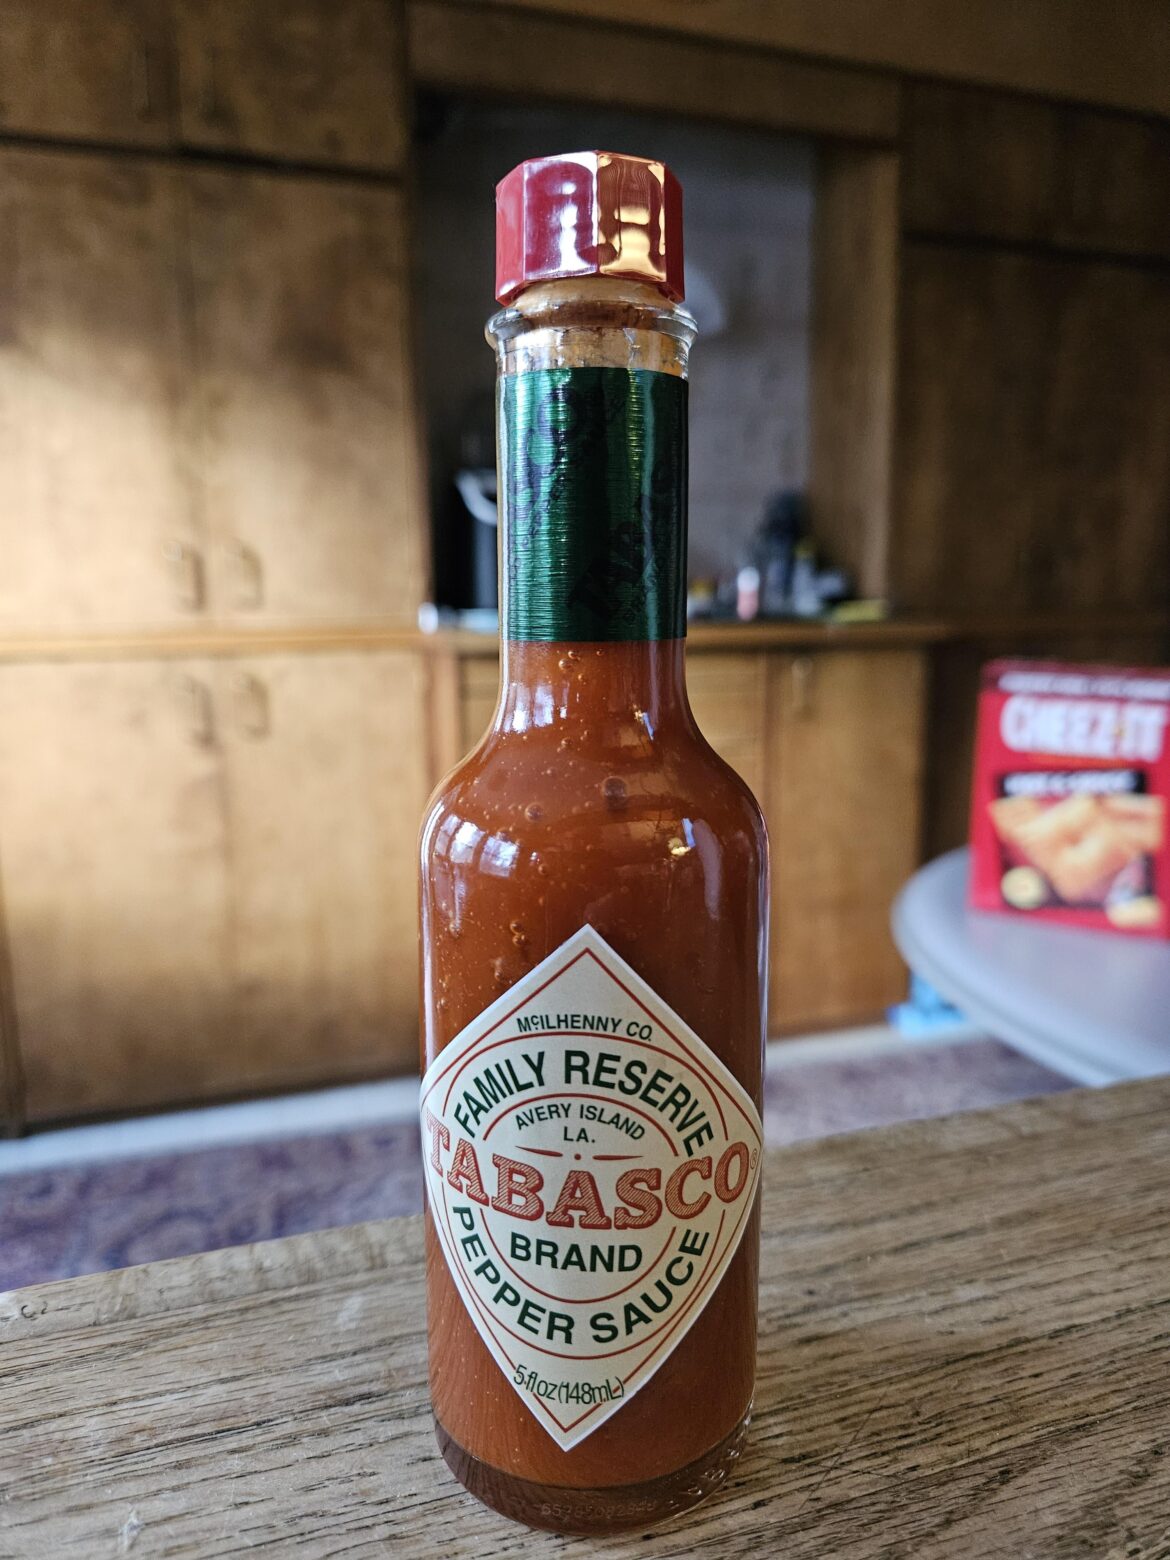 McILHENNY CO.
FAMILY RESERVE
AVERY ISLAND
LA.
TABASCO®
BRAND
PEPPER SAUCE
5 fl oz (148mL)
CHEEZ IT